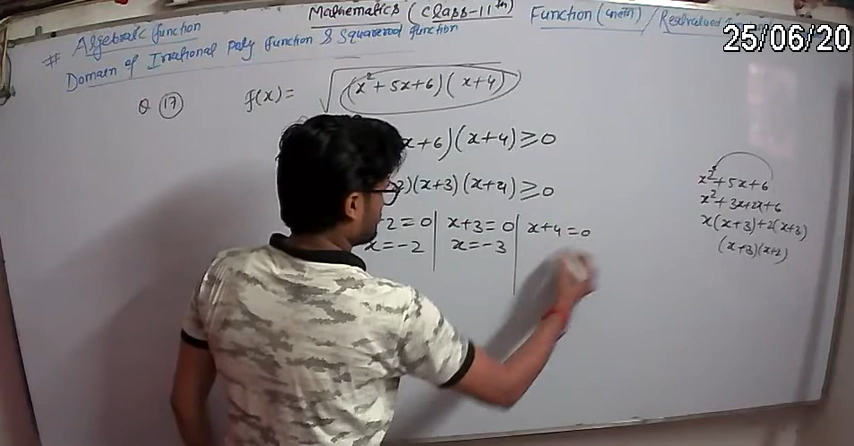 Mathematics (Class-11th) Function (
25/06/20
# Algebraic function
Domain of Irrational Poly function & Squareroot function
Q 17 f(x) = √(x²+5x+6)(x+4)
x+6)(x+4) ≥ 0
2)(x+3)(x+4) ≥ 0
+2=0 | x+3=0 | x+4=0
x=-2 | x=-3
x²+5x+6
x²+3x+2x+6
x(x+3)+2(x+3)
(x+3)(x+2)